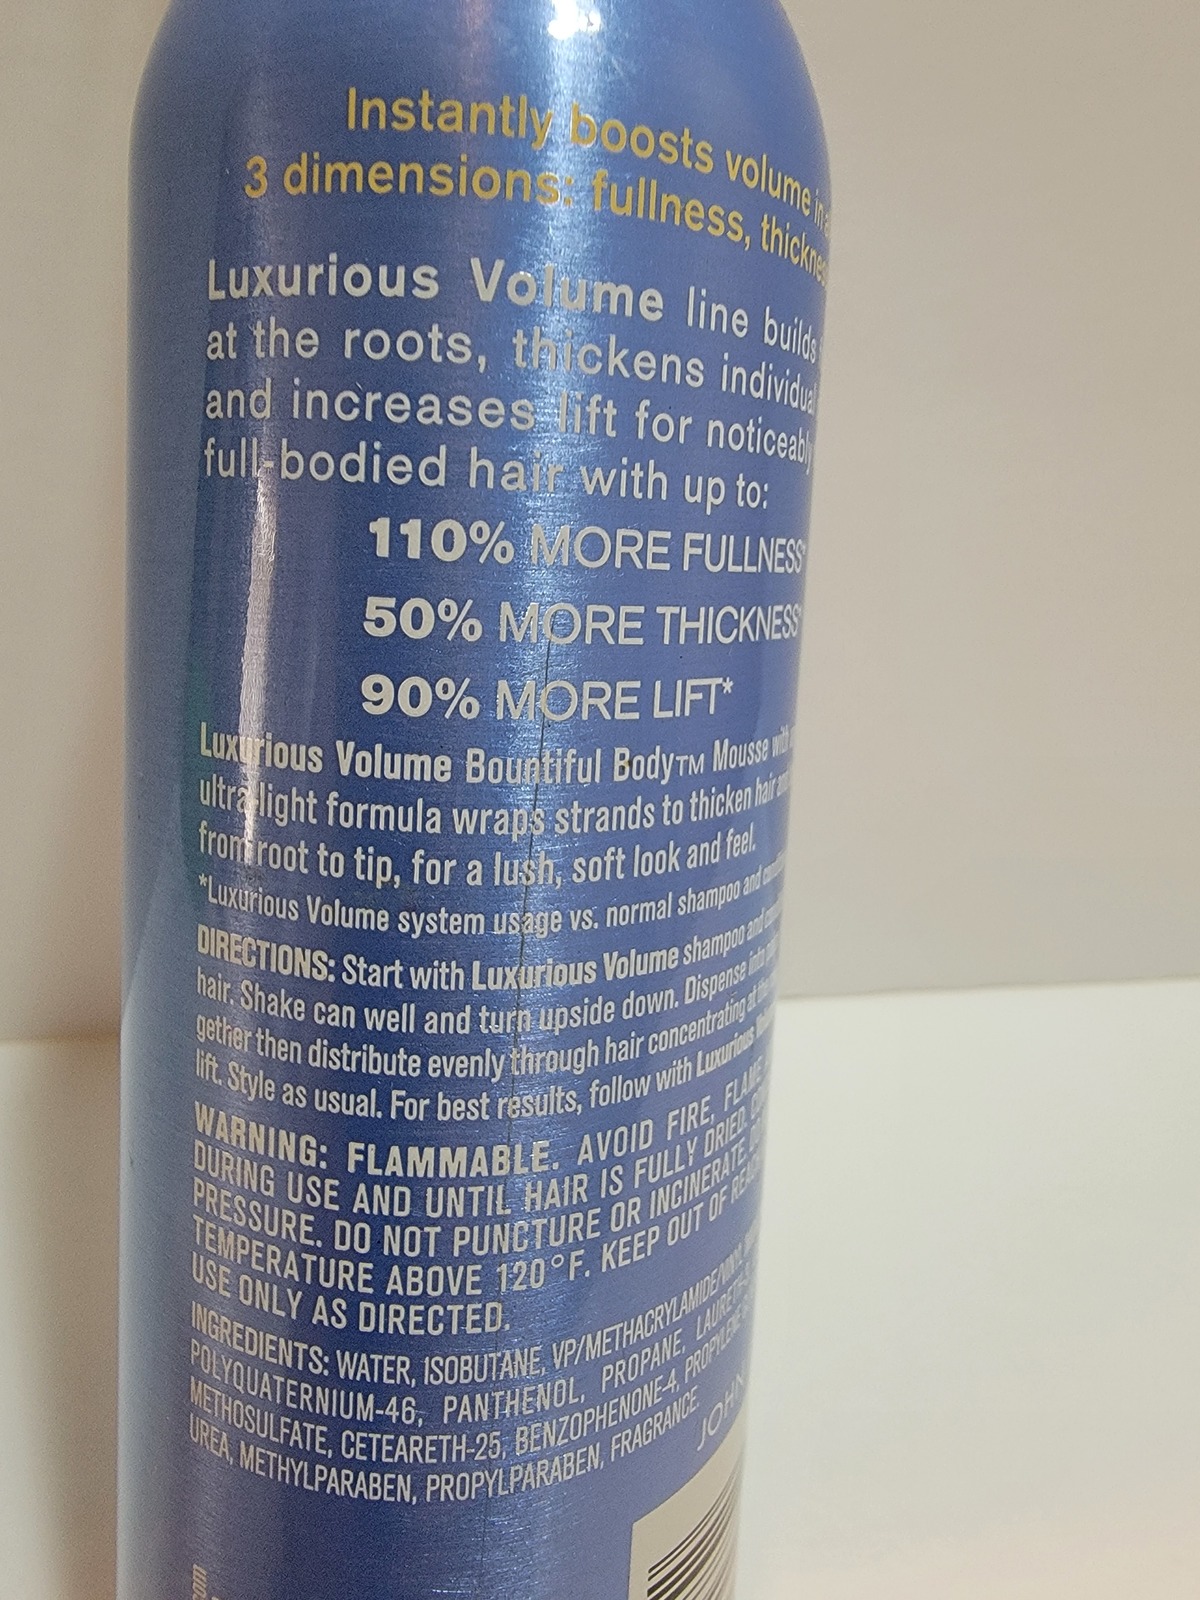 Instantly boosts volume in
3 dimensions: fullness,
Luxurious Volume line builds
at the roots, thickens individual
and increases lift for noticeably
full-bodied hair with up to:
110% MORE FULLNESS*
50% MORE THICKNESS*
90% MORE LIFT*
Luxurious Volume Bountiful Body™ Mousse with
ultra-light formula wraps strands to thicken hair
from root to tip, for a lush, soft look and feel.
*Luxurious Volume system usage vs. normal shampoo and
DIRECTIONS: Start with Luxurious Volume shampoo and
hair. Shake can well and turn upside down. Dispense into
gether then distribute evenly through hair concentrating at the
lift. Style as usual. For best results, follow with Luxurious
WARNING: FLAMMABLE. AVOID FIRE, FLAME
DURING USE AND UNTIL HAIR IS FULLY DRIED.
PRESSURE. DO NOT PUNCTURE OR INCINERATE.
TEMPERATURE ABOVE 120°F. KEEP OUT OF
USE ONLY AS DIRECTED.
INGREDIENTS: WATER, ISOBUTANE, VP/METHACRYLAMIDE/VINYL
POLYQUATERNIUM-46, PANTHENOL, PROPANE,
METHOSULFATE, CETEARETH-25, BENZOPHENONE-4, PROPYLENE
UREA, METHYLPARABEN, PROPYLPARABEN, FRAGRANCE.
JOHN